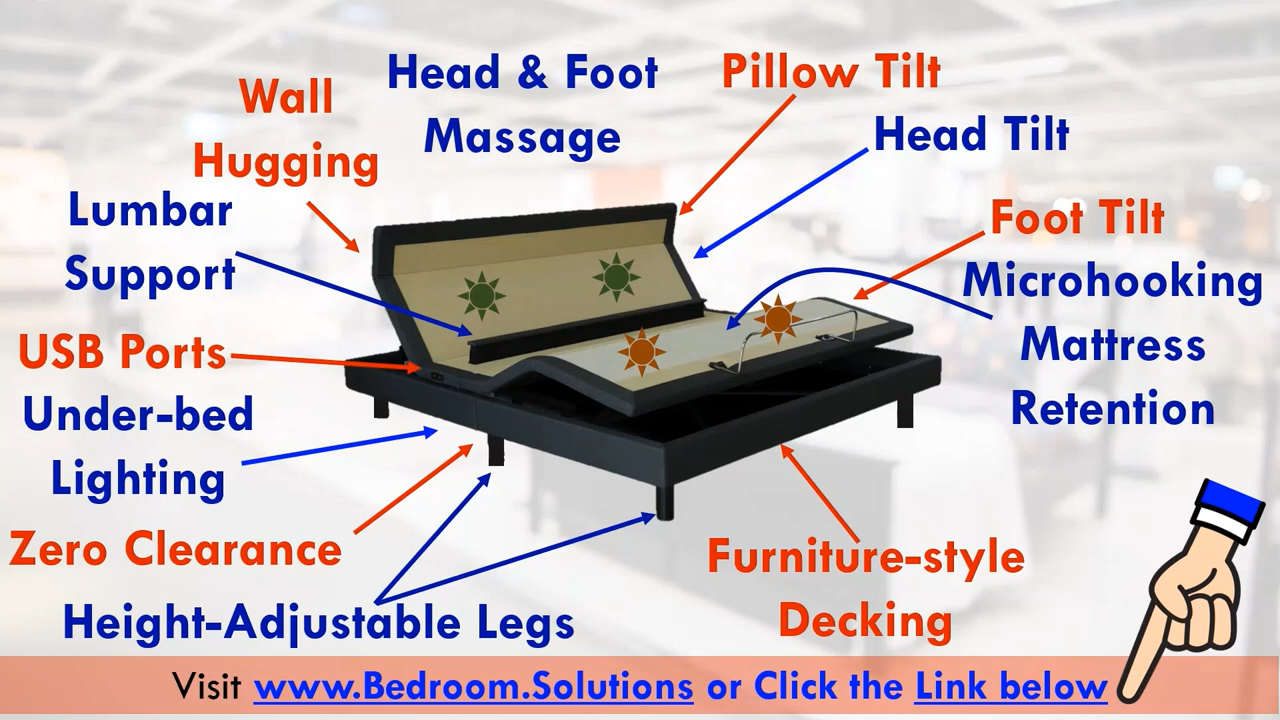 Head & Foot
Massage
Pillow Tilt
Wall
Hugging
Head Tilt
Lumbar
Support
Foot Tilt
Microhooking
Mattress
Retention
USB Ports
Under-bed
Lighting
Zero Clearance
Furniture-style
Decking
Height-Adjustable Legs
Visit www.Bedroom.Solutions or Click the Link below